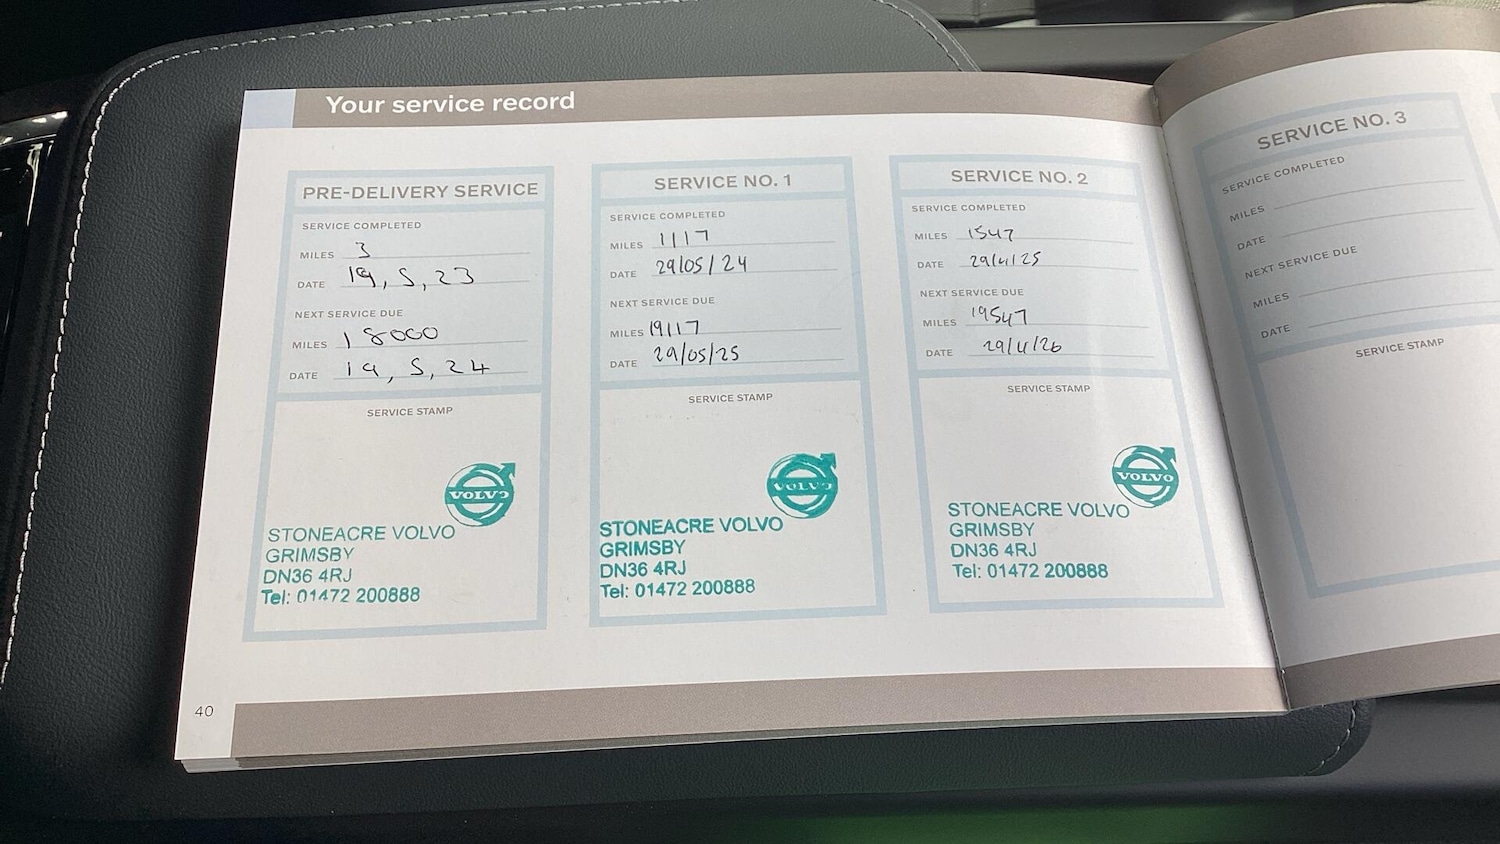 Your service record
PRE-DELIVERY SERVICE
SERVICE COMPLETED
MILES 3
DATE 19, 5, 23
NEXT SERVICE DUE
MILES 18000
DATE 19, 5, 24
SERVICE STAMP
VOLVO
STONEACRE VOLVO
GRIMSBY
DN36 4RJ
Tel: 01472 200888
SERVICE NO. 1
SERVICE COMPLETED
MILES 1117
DATE 29/05/24
NEXT SERVICE DUE
MILES 19117
DATE 29/05/25
SERVICE STAMP
VOLVO
STONEACRE VOLVO
GRIMSBY
DN36 4RJ
Tel: 01472 200888
SERVICE NO. 2
SERVICE COMPLETED
MILES 1547
DATE 29/4/25
NEXT SERVICE DUE
MILES 19547
DATE 29/4/26
SERVICE STAMP
VOLVO
STONEACRE VOLVO
GRIMSBY
DN36 4RJ
Tel: 01472 200888
SERVICE NO. 3
SERVICE COMPLETED
MILES
DATE
NEXT SERVICE DUE
MILES
DATE
SERVICE STAMP
40